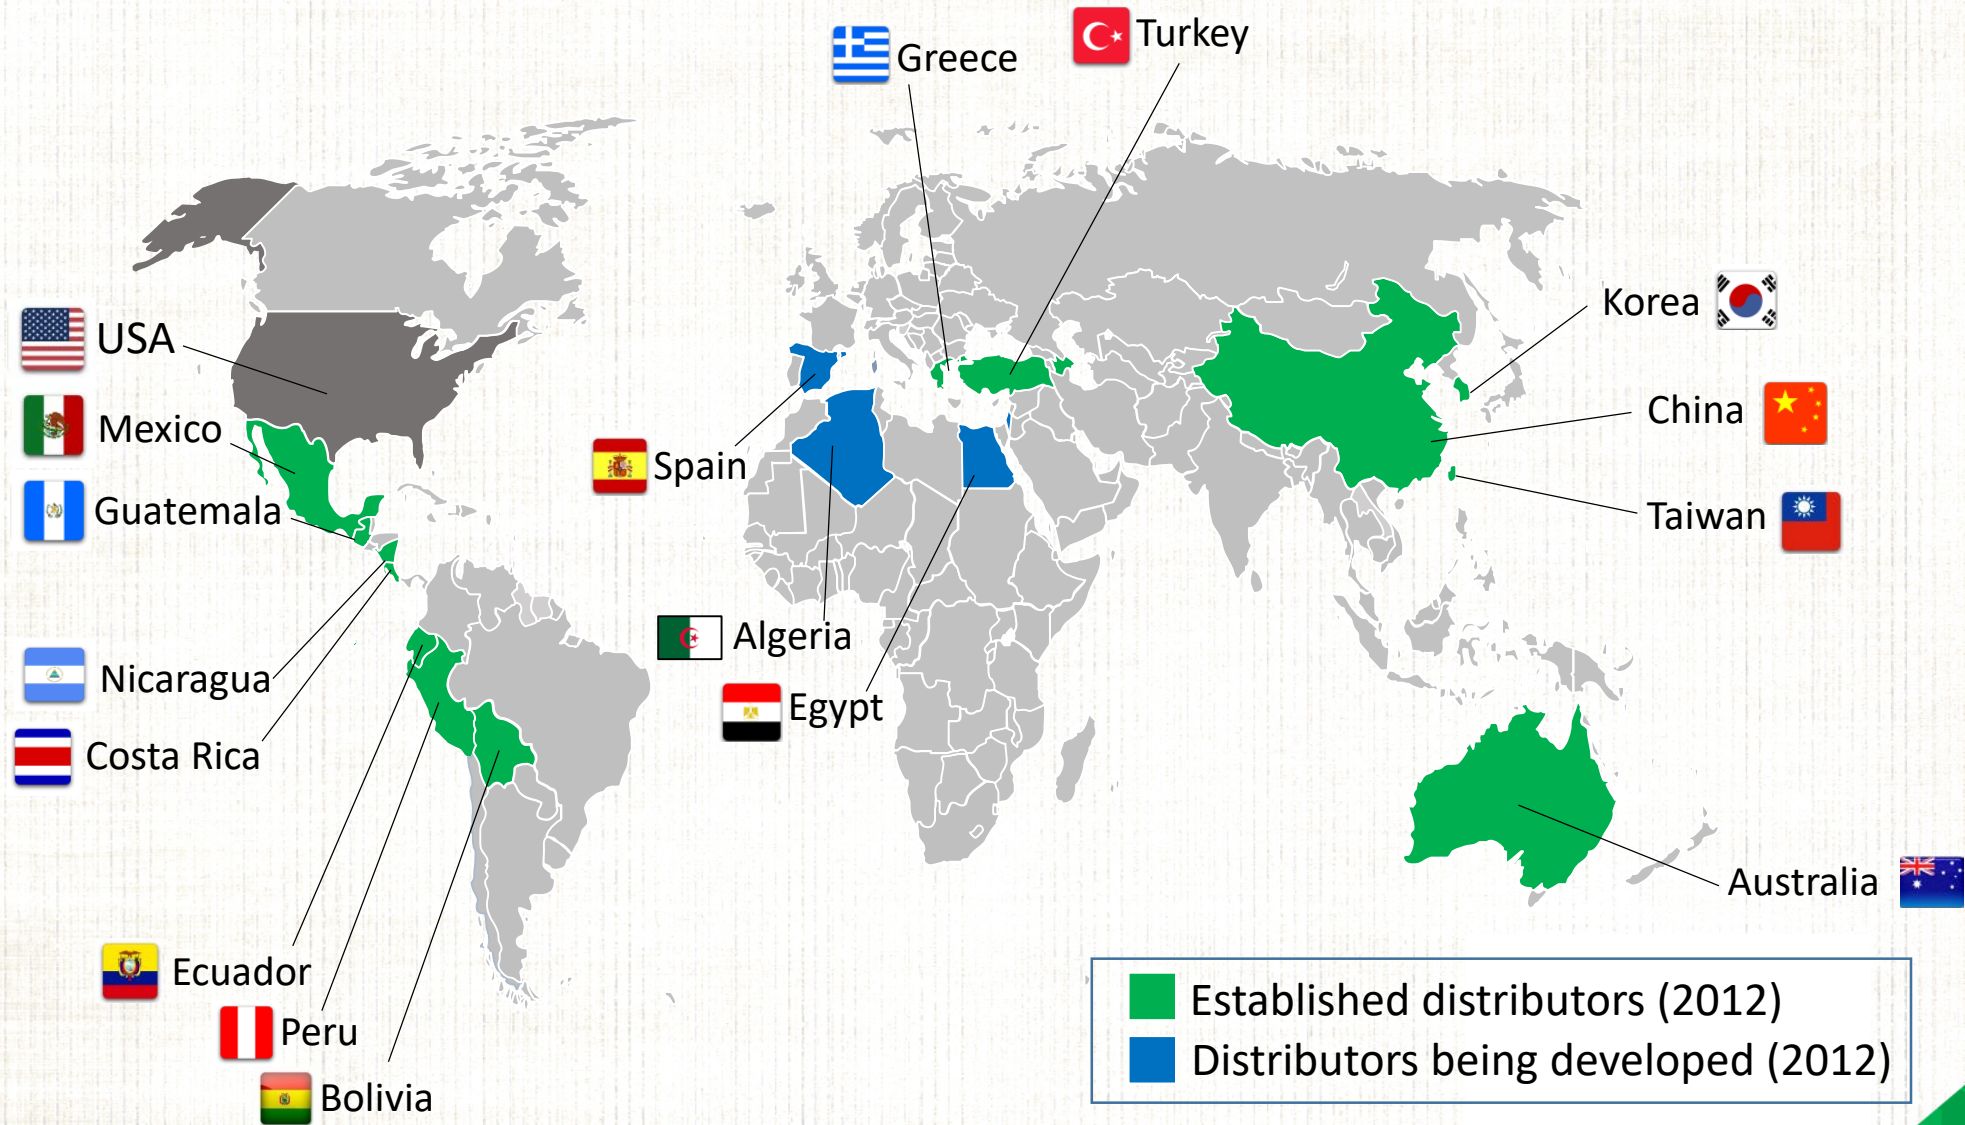 Greece
Turkey
USA
Mexico
Guatemala
Nicaragua
Costa Rica
Spain
Algeria
Egypt
Korea
China
Taiwan
Australia
Ecuador
Peru
Bolivia
Established distributors (2012)
Distributors being developed (2012)